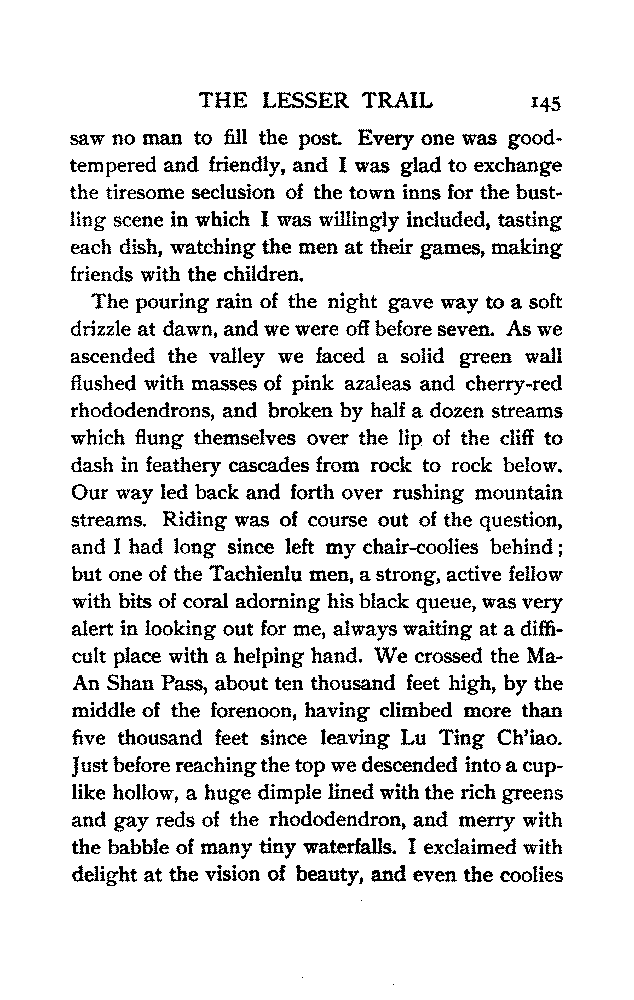 THE LESSER TRAIL 145
saw no man to fill the post. Every one was good-
tempered and friendly, and I was glad to exchange
the tiresome seclusion of the town inns for the bust-
ling scene in which I was willingly included, tasting
each dish, watching the men at their games, making
friends with the children.
The pouring rain of the night gave way to a soft
drizzle at dawn, and we were off before seven. As we
ascended the valley we faced a solid green wall
flushed with masses of pink azaleas and cherry-red
rhododendrons, and broken by half a dozen streams
which flung themselves over the lip of the cliff to
dash in feathery cascades from rock to rock below.
Our way led back and forth over rushing mountain
streams. Riding was of course out of the question,
and I had long since left my chair-coolies behind;
but one of the Tachienlu men, a strong, active fellow
with bits of coral adorning his black queue, was very
alert in looking out for me, always waiting at a diffi-
cult place with a helping hand. We crossed the Ma-
An Shan Pass, about ten thousand feet high, by the
middle of the forenoon, having climbed more than
five thousand feet since leaving Lu Ting Ch'iao.
Just before reaching the top we descended into a cup-
like hollow, a huge dimple lined with the rich greens
and gay reds of the rhododendron, and merry with
the babble of many tiny waterfalls. I exclaimed with
delight at the vision of beauty, and even the coolies